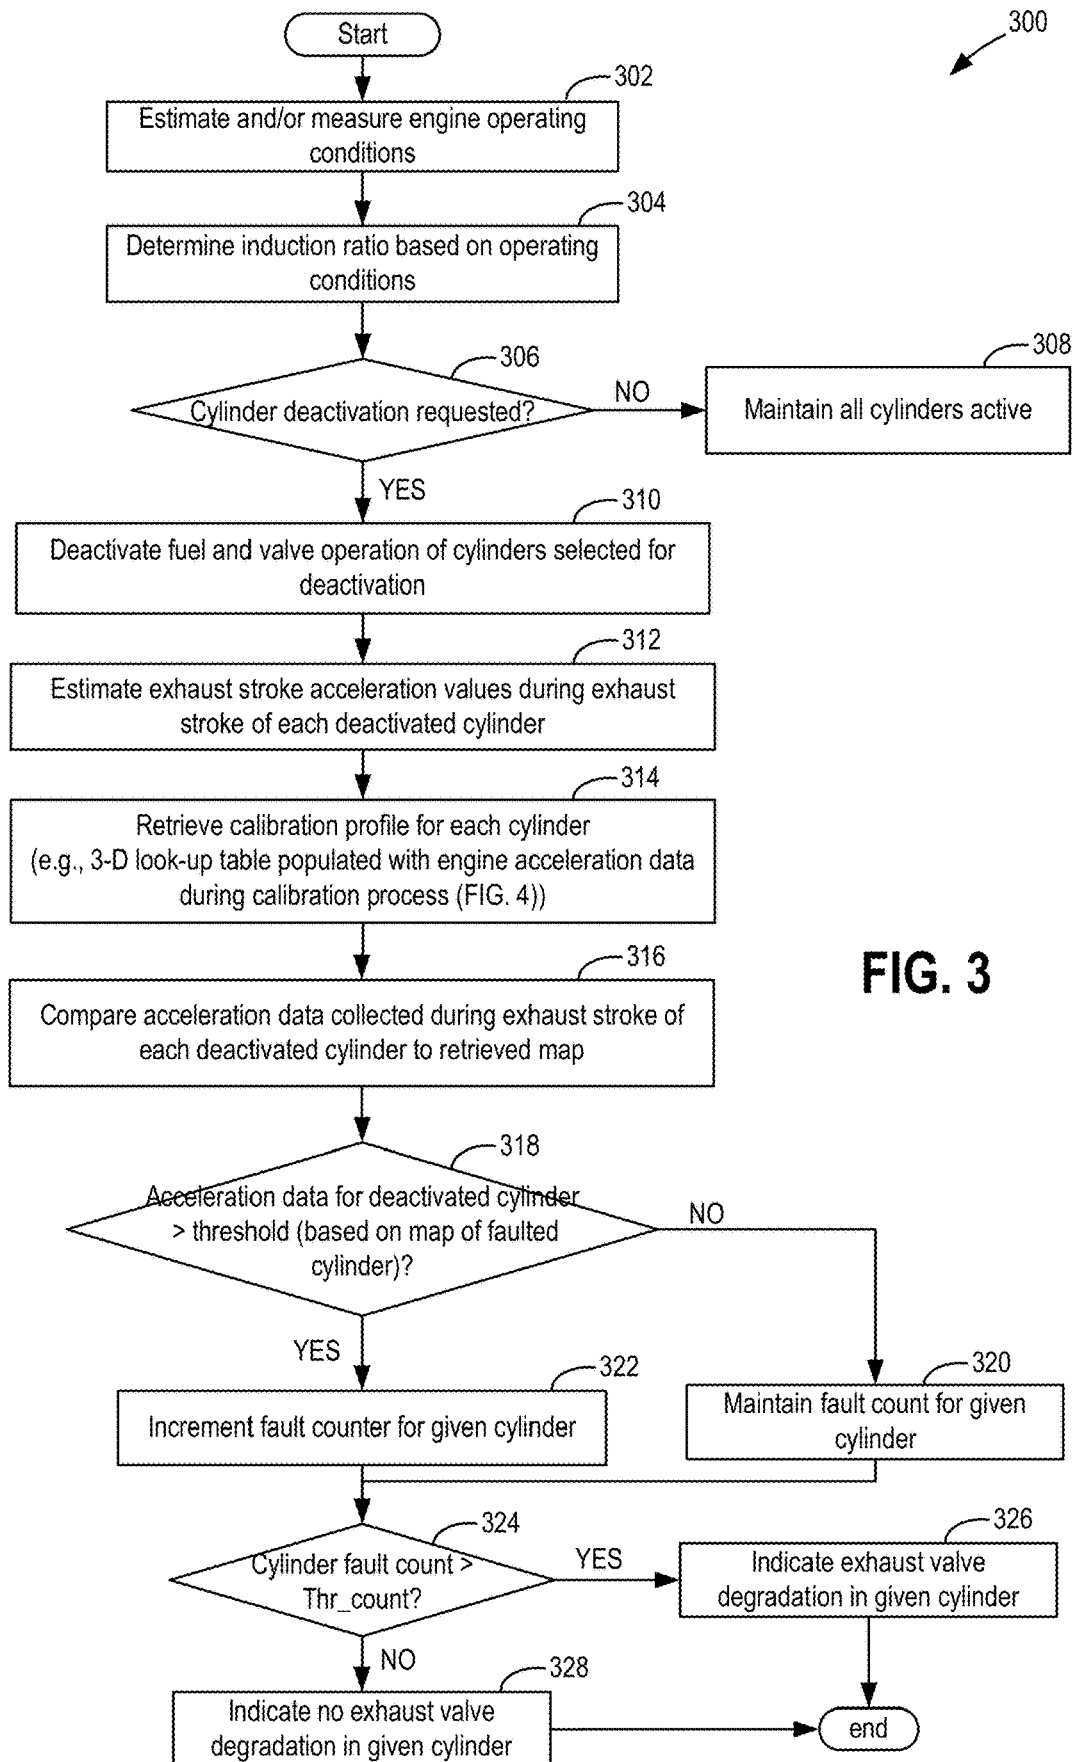 300
Start
302
Estimate and/or measure engine operating
conditions
304
Determine induction ratio based on operating
conditions
306
Cylinder deactivation requested?
NO
308
Maintain all cylinders active
YES
310
Deactivate fuel and valve operation of cylinders selected for
deactivation
312
Estimate exhaust stroke acceleration values during exhaust
stroke of each deactivated cylinder
314
Retrieve calibration profile for each cylinder
(e.g., 3-D look-up table populated with engine acceleration data
during calibration process (FIG. 4))
316
Compare acceleration data collected during exhaust stroke of
each deactivated cylinder to retrieved map
FIG. 3
318
Acceleration data for deactivated cylinder
> threshold (based on map of faulted
cylinder)?
NO
YES
322
Increment fault counter for given cylinder
320
Maintain fault count for given
cylinder
324
Cylinder fault count >
Thr_count?
YES
326
Indicate exhaust valve
degradation in given cylinder
NO
328
Indicate no exhaust valve
degradation in given cylinder
end